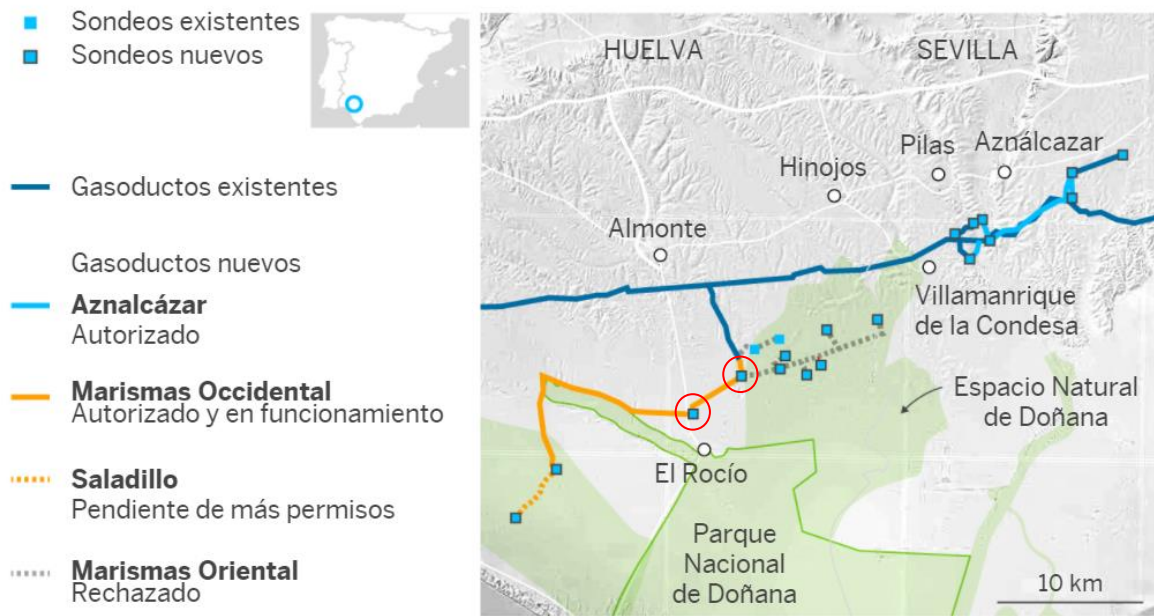 Sondeos existentes
Sondeos nuevos
Gasoductos existentes
Gasoductos nuevos
Aznalcázar
Autorizado
Marismas Occidental
Autorizado y en funcionamiento
Saladillo
Pendiente de más permisos
Marismas Oriental
Rechazado
HUELVA
SEVILLA
Pilas
Aználcazar
Hinojos
Almonte
Villamanrique
de la Condesa
Espacio Natural
de Doñana
El Rocío
Parque
Nacional
de Doñana
10 km